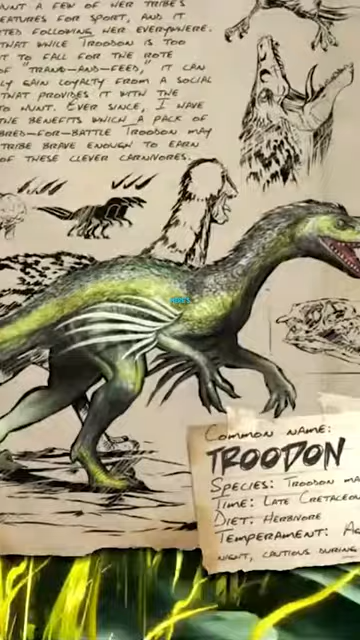 A FEW OF HER TRIBE'S
CREATURES FOR SPORT, AND IT
FOLLOWING HER EVERYWHERE.
THAT WHILE TROODON IS TOO
TO FALL FOR THE ROTE
OF "TRANQ-AND-FEED," IT CAN
GAIN LOYALTY FROM A SOCIAL
THAT PROVIDES IT WITH THE
TO HUNT. EVER SINCE, I HAVE
THE BENEFITS WHICH A PACK OF
BRED-FOR-BATTLE TROODON MAY
TRIBE BRAVE ENOUGH TO EARN
OF THESE CLEVER CARNIVORES.
COMMON NAME:
TROODON
SPECIES: TROODON MA
TIME: LATE CRETACEOU
DIET: HERBIVORE
TEMPERAMENT: AG
NIGHT, CAUTIOUS DURING